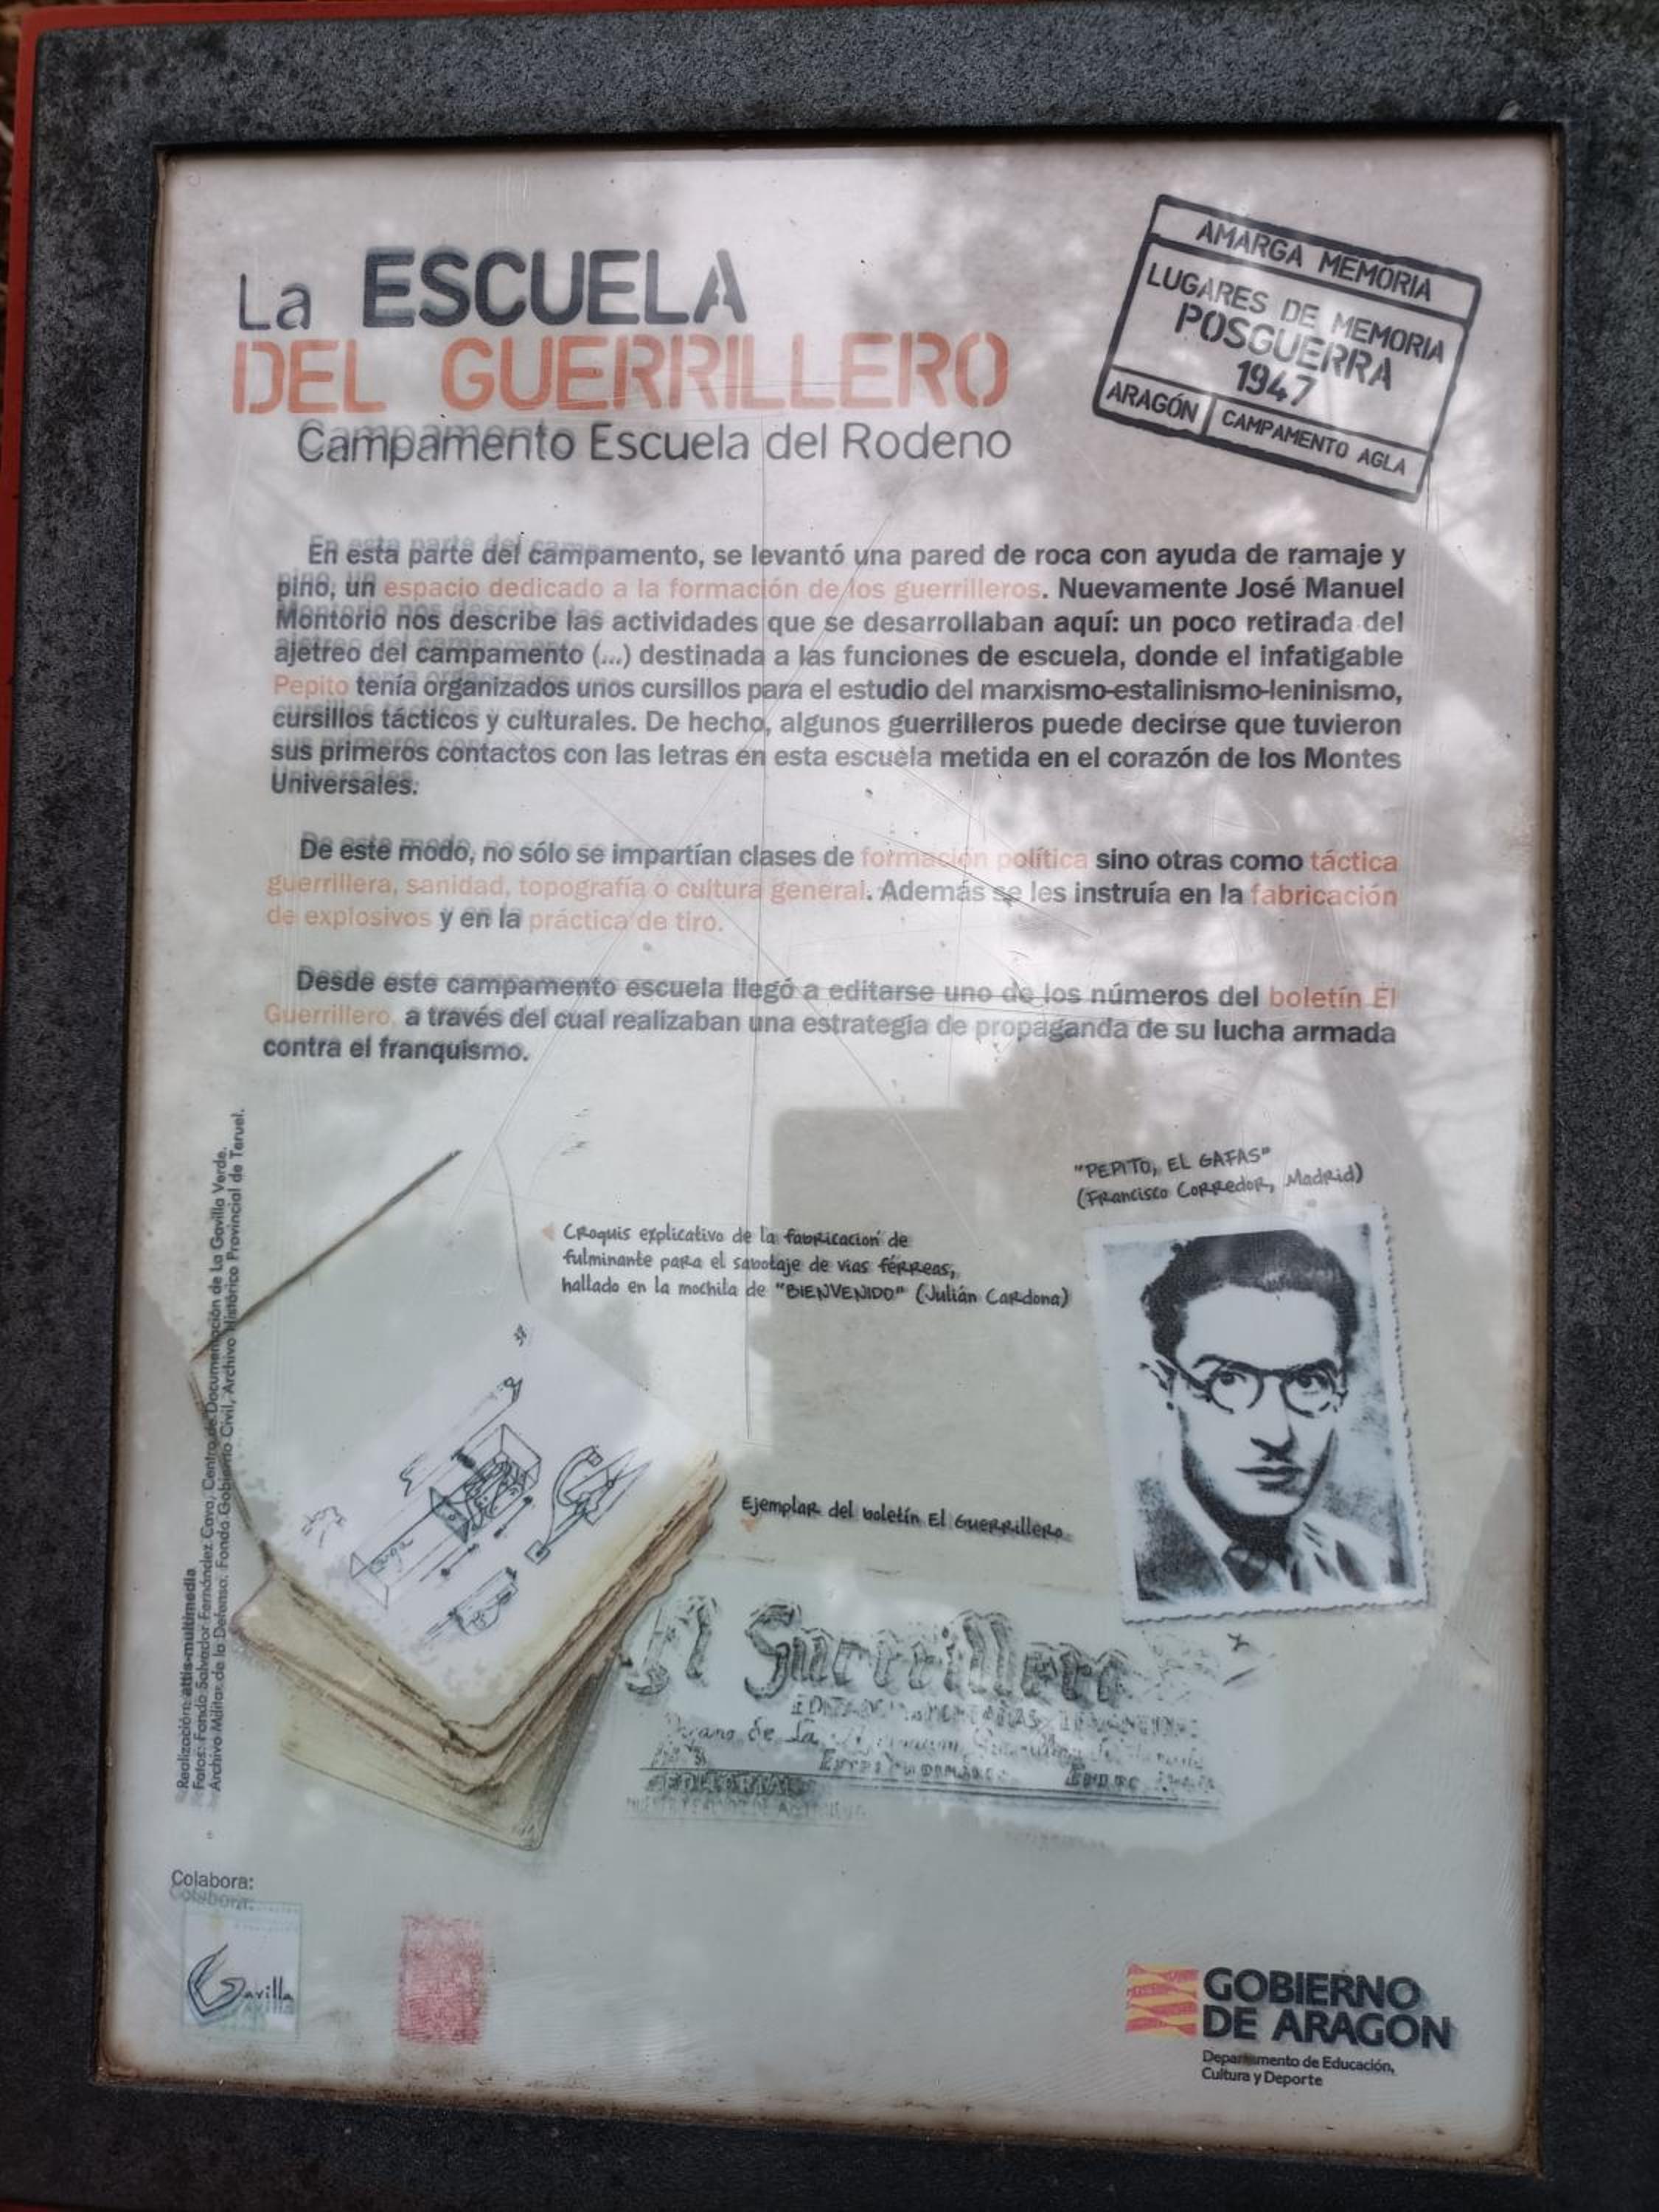 La ESCUELA
DEL GUERRILLERO
Campamento Escuela del Rodeno
AMARGA MEMORIA
LUGARES DE MEMORIA
POSGUERRA
1947
ARAGÓN CAMPAMENTO AGLA
En esta parte del campamento, se levantó una pared de roca con ayuda de ramaje y
pino, un espacio dedicado a la formación de los guerrilleros. Nuevamente José Manuel
Montorio nos describe las actividades que se desarrollaban aquí: un poco retirada del
ajetreo del campamento (...) destinada a las funciones de escuela, donde el infatigable
Pepito tenía organizados unos cursillos para el estudio del marxismo-estalinismo-leninismo,
cursillos tácticos y culturales. De hecho, algunos guerrilleros puede decirse que tuvieron
sus primeros contactos con las letras en esta escuela metida en el corazón de los Montes
Universales.
De este modo, no sólo se impartían clases de formación política sino otras como táctica
guerrillera, sanidad, topografía o cultura general. Además se les instruía en la fabricación
de explosivos y en la práctica de tiro.
Desde este campamento escuela llegó a editarse uno de los números del boletín El
Guerrillero, a través del cual realizaban una estrategia de propaganda de su lucha armada
contra el franquismo.
"PEPITO, EL GAFAS"
(Francisco Corredor, Madrid)
Croquis explicativo de la fabricación de
fulminante para el sabotaje de vias férreas,
hallado en la mochila de "BIENVENIDO" (Julián Cardona)
Ejemplar del boletín El Guerrillero
El Guerrillero
Organo de la
EDITORIAL
Realización: attis-multimedia
Fotos: Fondo Salvador Fernández Cava, Centro de Documentación de La Gavilla Verde.
Archivo Militar de la Defensa. Fondo Gobierno Civil, Archivo Histórico Provincial de Teruel.
Colabora:
Gavilla
GOBIERNO
DE ARAGON
Departamento de Educación,
Cultura y Deporte